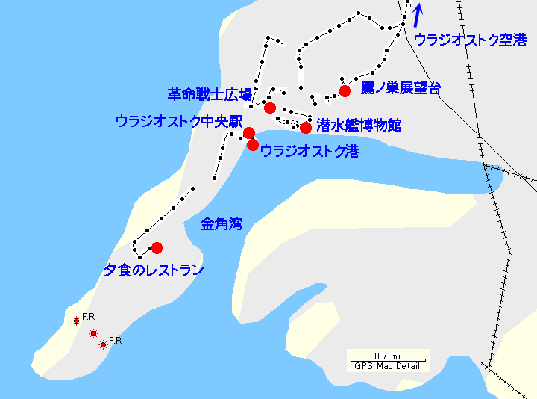 ウラジオストク空港
鷹ノ巣展望台
革命戦士広場
ウラジオストク中央駅
潜水艦博物館
ウラジオストク港
金角湾
夕食のレストラン
F.R
F.R
GPS Map Detail